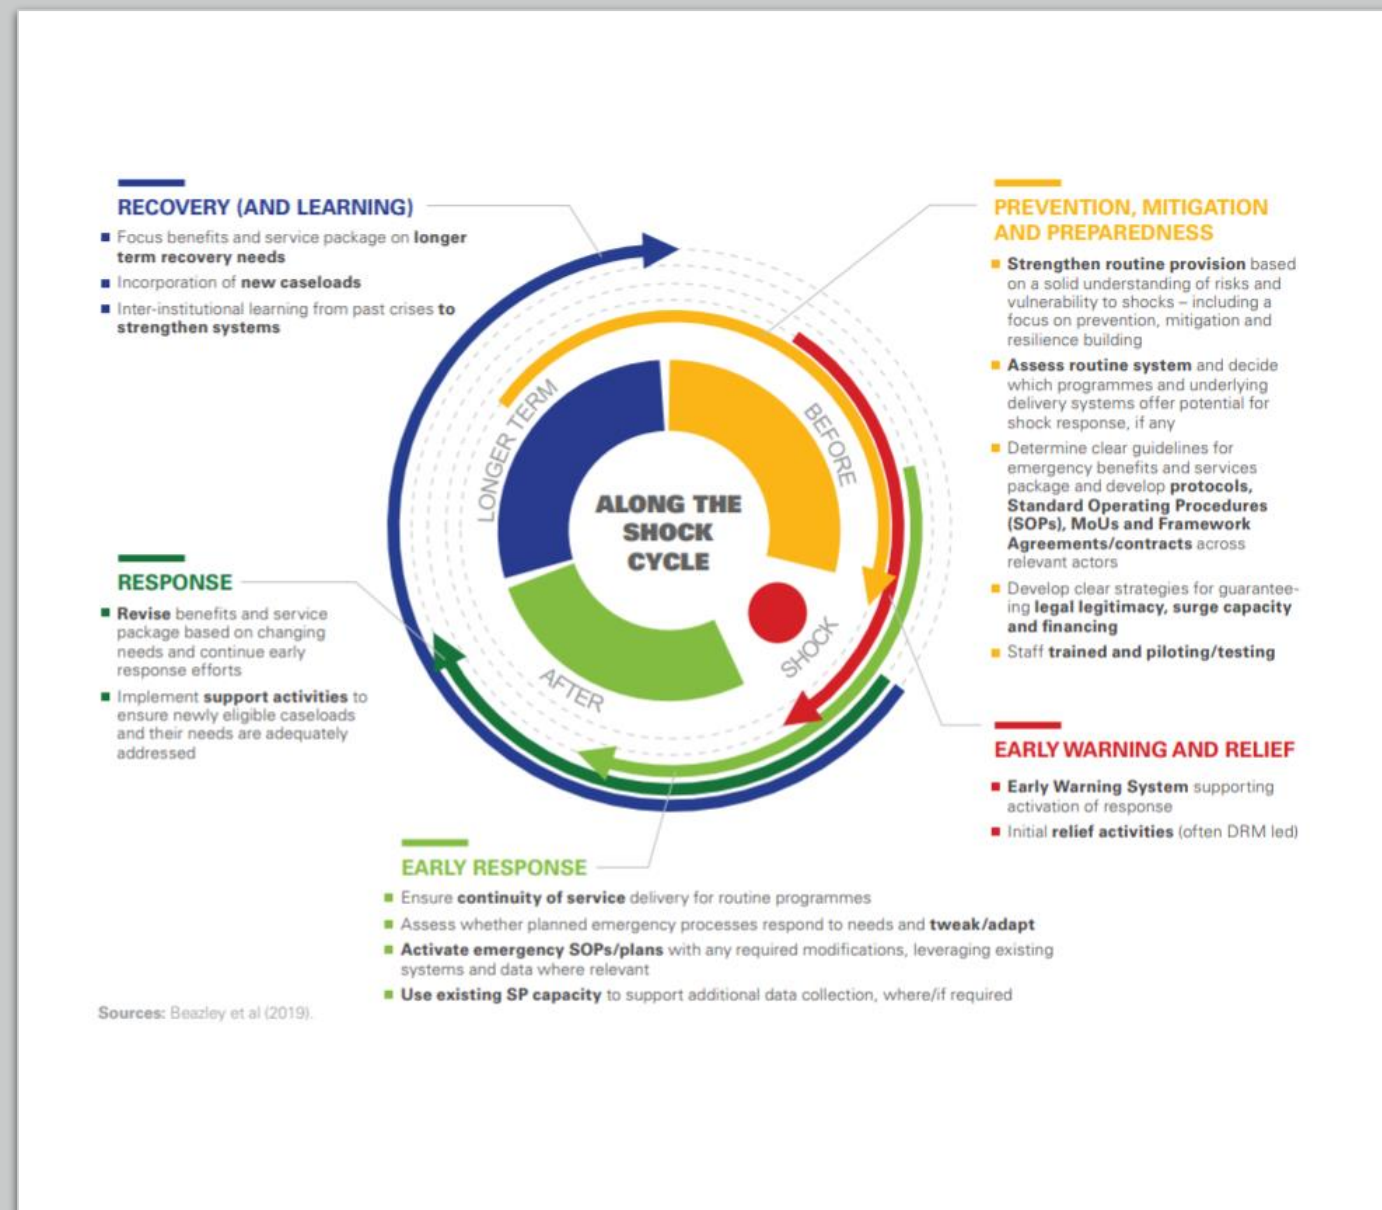 RECOVERY (AND LEARNING)
Focus benefits and service package on longer
term recovery needs
Incorporation of new caseloads
Inter-institutional learning from past crises to
strengthen systems
PREVENTION, MITIGATION
AND PREPAREDNESS
Strengthen routine provision based
on a solid understanding of risks and
vulnerability to shocks – including a
focus on prevention, mitigation and
resilience building
Assess routine system and decide
which programmes and underlying
delivery systems offer potential for
shock response, if any
Determine clear guidelines for
emergency benefits and services
package and develop protocols,
Standard Operating Procedures
(SOPs), MoUs and Framework
Agreements/contracts across
relevant actors
Develop clear strategies for guarantee-
ing legal legitimacy, surge capacity
and financing
Staff trained and piloting/testing
LONGER TERM
BEFORE
SHOCK
AFTER
ALONG THE
SHOCK
CYCLE
RESPONSE
Revise benefits and service
package based on changing
needs and continue early
response efforts
Implement support activities to
ensure newly eligible caseloads
and their needs are adequately
addressed
EARLY WARNING AND RELIEF
Early Warning System supporting
activation of response
Initial relief activities (often DRM led)
EARLY RESPONSE
Ensure continuity of service delivery for routine programmes
Assess whether planned emergency processes respond to needs and tweak/adapt
Activate emergency SOPs/plans with any required modifications, leveraging existing
systems and data where relevant
Use existing SP capacity to support additional data collection, where/if required
Sources: Beazley et al (2019).